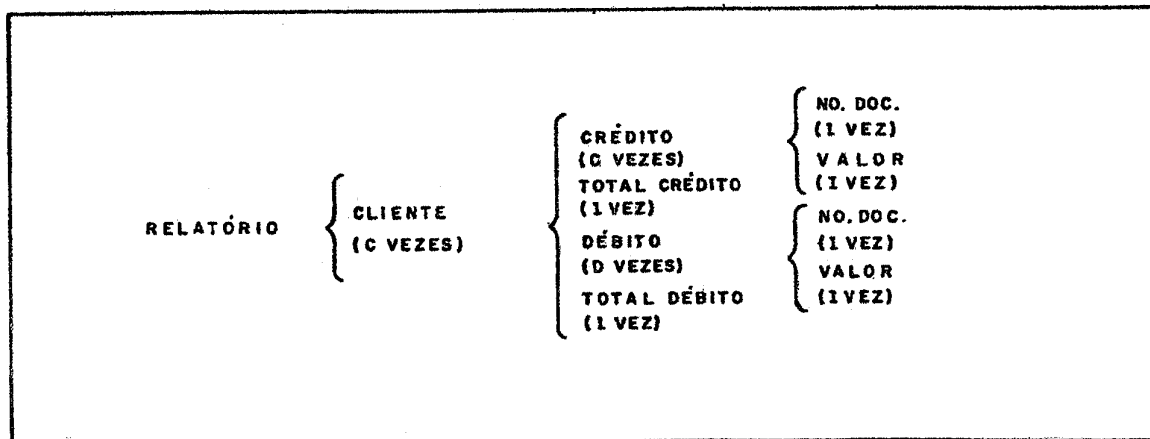 RELATÓRIO
CLIENTE
(C VEZES)
CRÉDITO
(C VEZES)
TOTAL CRÉDITO
(1 VEZ)
DÉBITO
(D VEZES)
TOTAL DÉBITO
(1 VEZ)
NO. DOC.
(1 VEZ)
VALOR
(1 VEZ)
NO. DOC.
(1 VEZ)
VALOR
(1 VEZ)